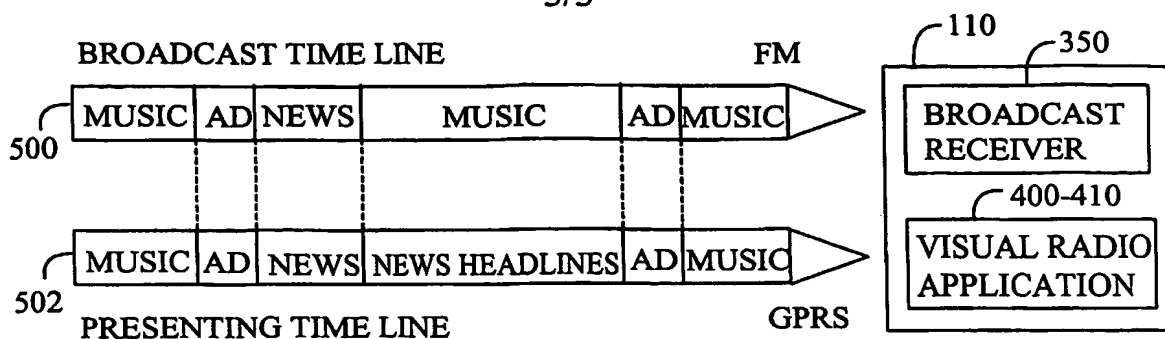 BROADCAST TIME LINE
FM
110
350
500
MUSIC AD NEWS MUSIC AD MUSIC
BROADCAST
RECEIVER
400-410
502
MUSIC AD NEWS NEWS HEADLINES AD MUSIC
VISUAL RADIO
APPLICATION
PRESENTING TIME LINE
GPRS